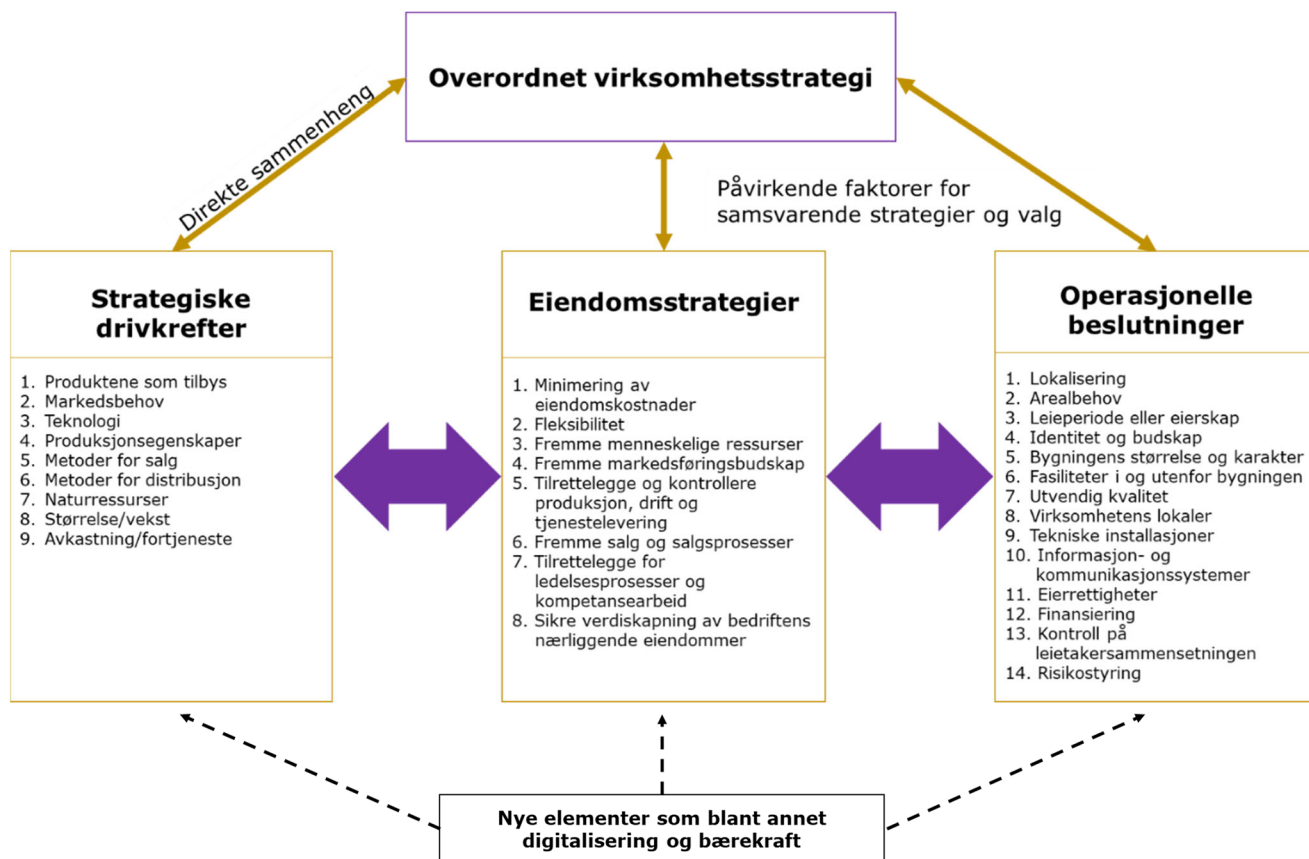 Overordnet virksomhetsstrategi
Direkte sammenheng
Påvirkende faktorer for
samsvarende strategier og valg
Strategiske
drivkrefter
1. Produktene som tilbys
2. Markedsbehov
3. Teknologi
4. Produksjonsegenskaper
5. Metoder for salg
6. Metoder for distribusjon
7. Naturressurser
8. Størrelse/vekst
9. Avkastning/fortjeneste
Eiendomsstrategier
1. Minimering av
eiendomskostnader
2. Fleksibilitet
3. Fremme menneskelige ressurser
4. Fremme markedsføringsbudskap
5. Tilrettelegge og kontrollere
produksjon, drift og
tjenestelevering
6. Fremme salg og salgsprosesser
7. Tilrettelegge for
ledelsesprosesser og
kompetansearbeid
8. Sikre verdiskapning av bedriftens
nærliggende eiendommer
Operasjonelle
beslutninger
1. Lokalisering
2. Arealbehov
3. Leieperiode eller eierskap
4. Identitet og budskap
5. Bygningens størrelse og karakter
6. Fasiliteter i og utenfor bygningen
7. Utvendig kvalitet
8. Virksomhetens lokaler
9. Tekniske installasjoner
10. Informasjon- og
kommunikasjonssystemer
11. Eierrettigheter
12. Finansiering
13. Kontroll på
leietakersammensetningen
14. Risikostyring
Nye elementer som blant annet
digitalisering og bærekraft